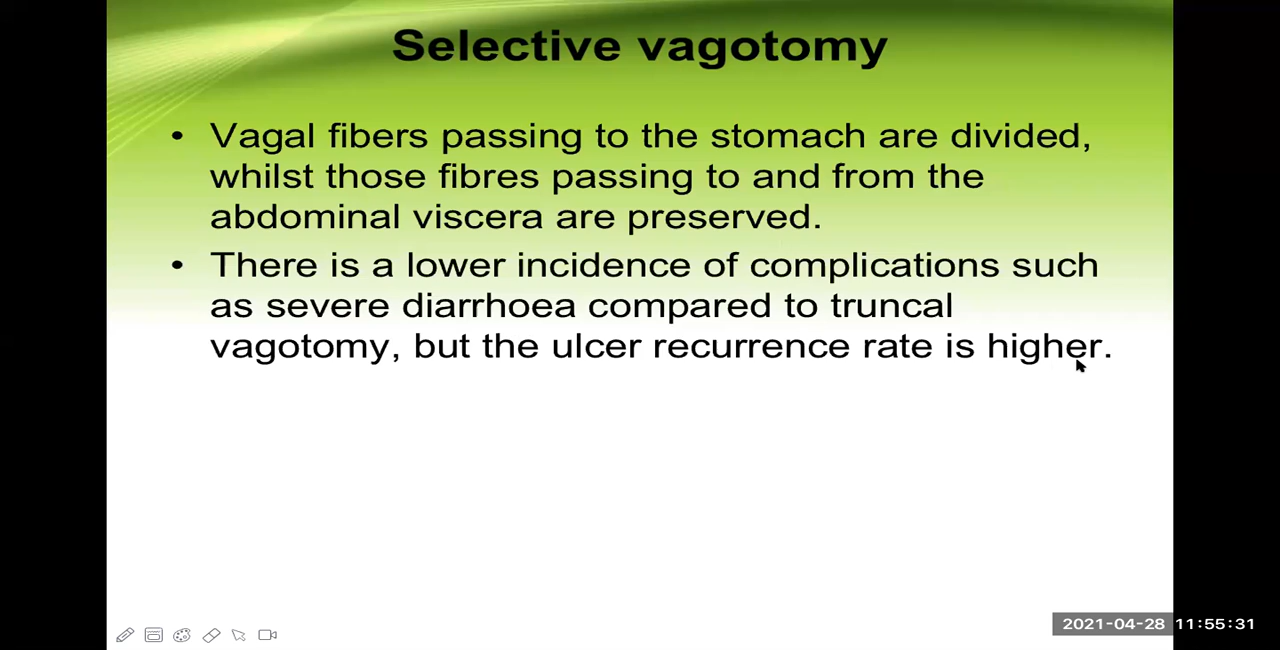 Selective vagotomy
• Vagal fibers passing to the stomach are divided,
whilst those fibres passing to and from the
abdominal viscera are preserved.
• There is a lower incidence of complications such
as severe diarrhoea compared to truncal
vagotomy, but the ulcer recurrence rate is higher.
2021-04-28 11:55:31